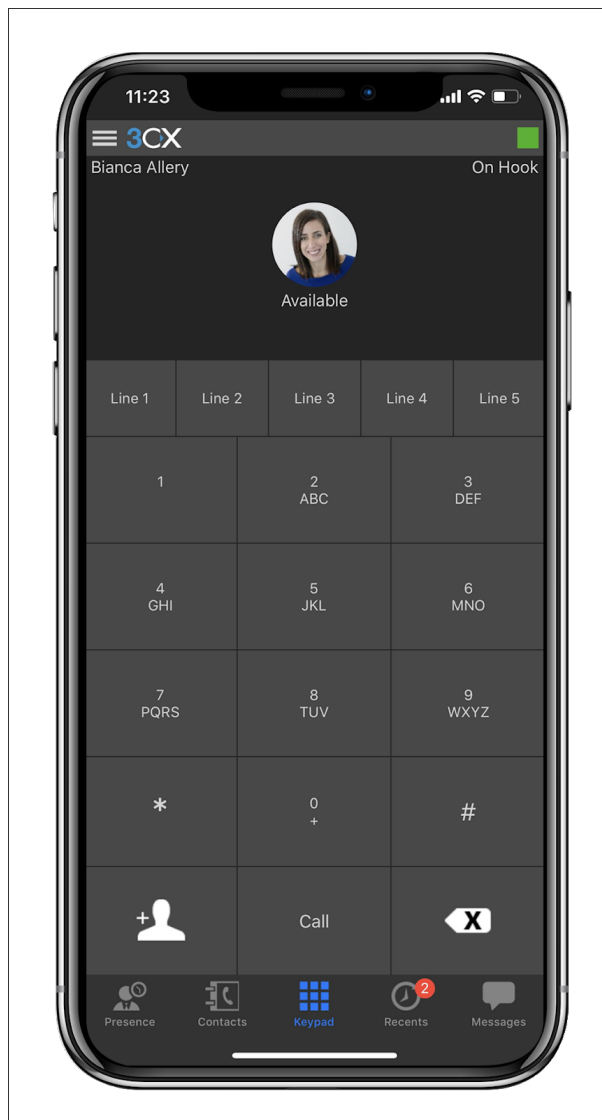 11:23
3CX
Bianca Allery
On Hook
Available
Line 1
Line 2
Line 3
Line 4
Line 5
1
2
ABC
3
DEF
4
GHI
5
JKL
6
MNO
7
PQRS
8
TUV
9
WXYZ
*
0
+
#
+
Call
X
2
Presence
Contacts
Keypad
Recents
Messages